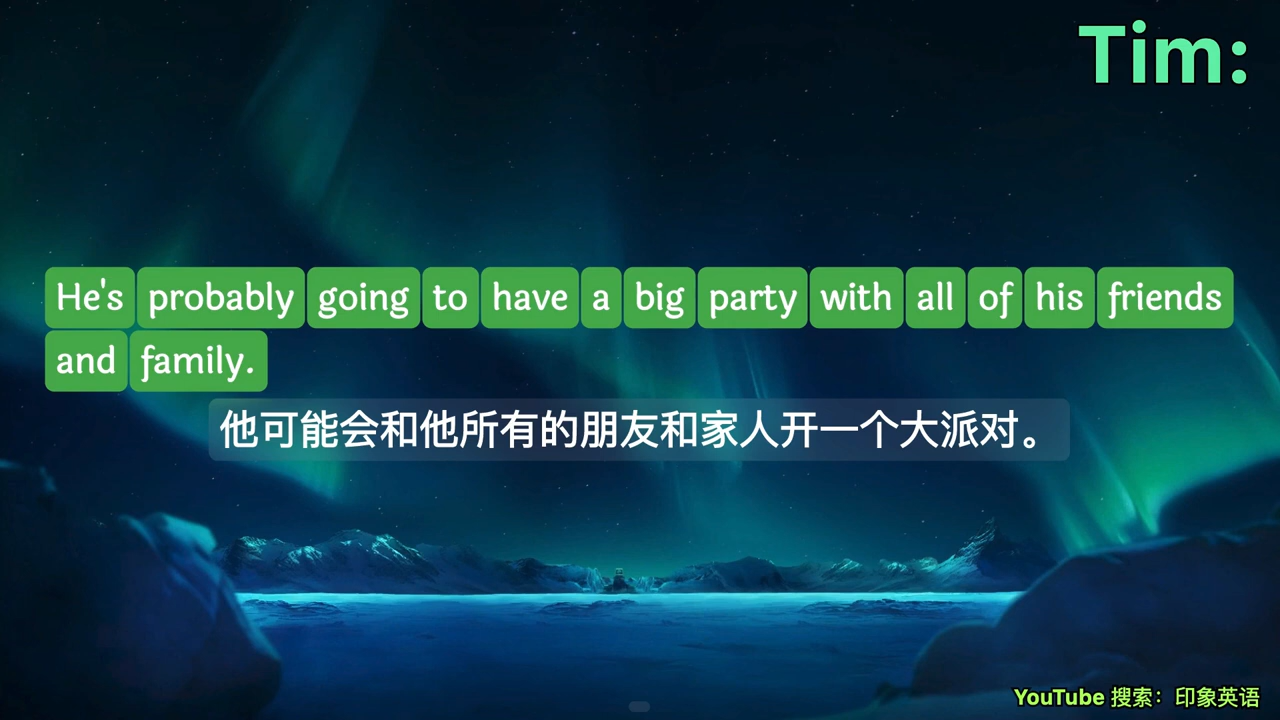 Tim:
He's probably going to have a big party with all of his friends
and family.
他可能会和他所有的朋友和家人开一个大派对。
YouTube 搜索：印象英语